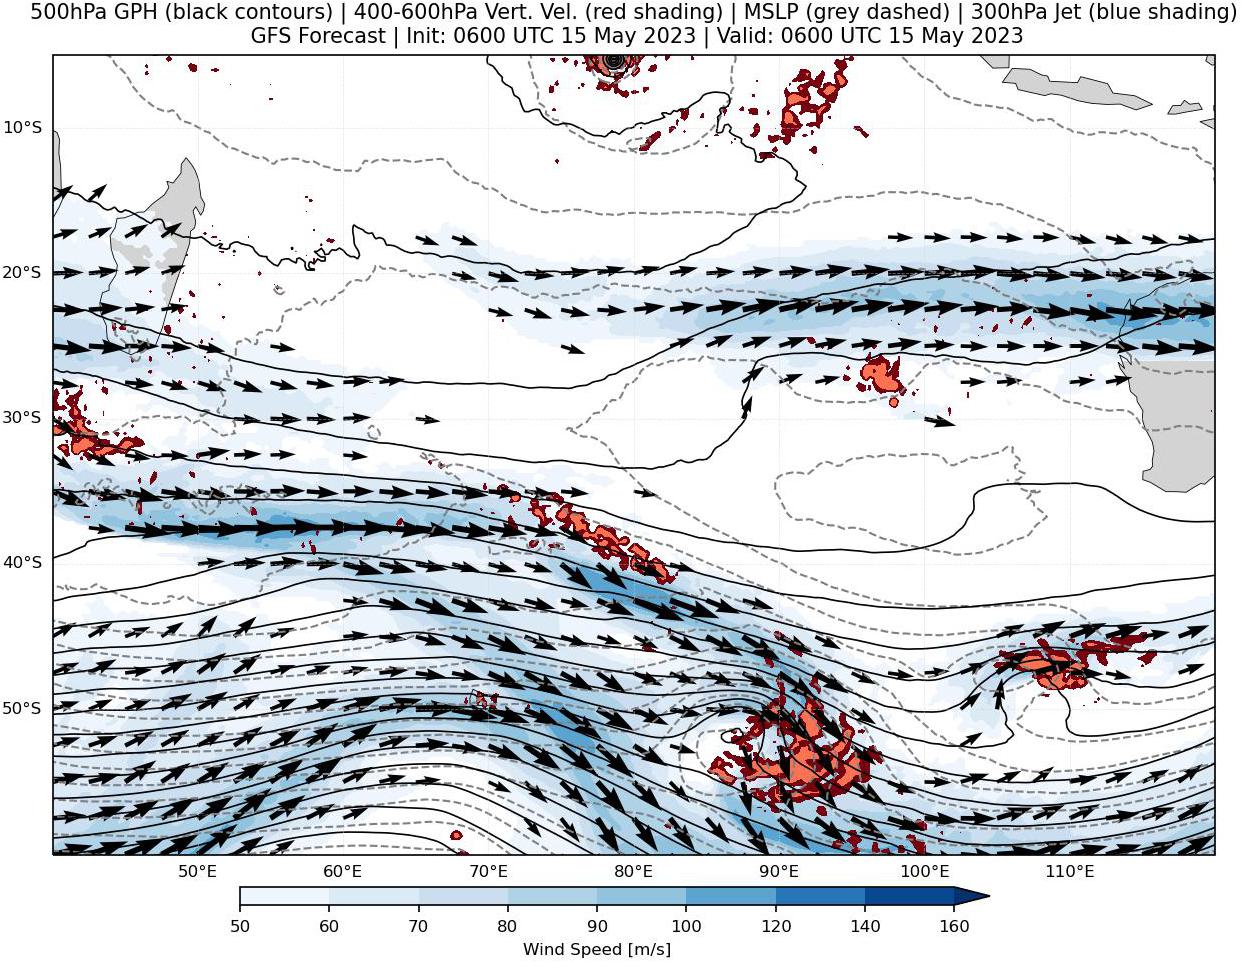 500hPa GPH (black contours) | 400-600hPa Vert. Vel. (red shading) | MSLP (grey dashed) | 300hPa Jet (blue shading)
GFS Forecast | Init: 0600 UTC 15 May 2023 | Valid: 0600 UTC 15 May 2023
10°S
20°S
30°S
40°S
50°S
50°E 60°E 70°E 80°E 90°E 100°E 110°E
50 60 70 80 90 100 120 140 160
Wind Speed [m/s]